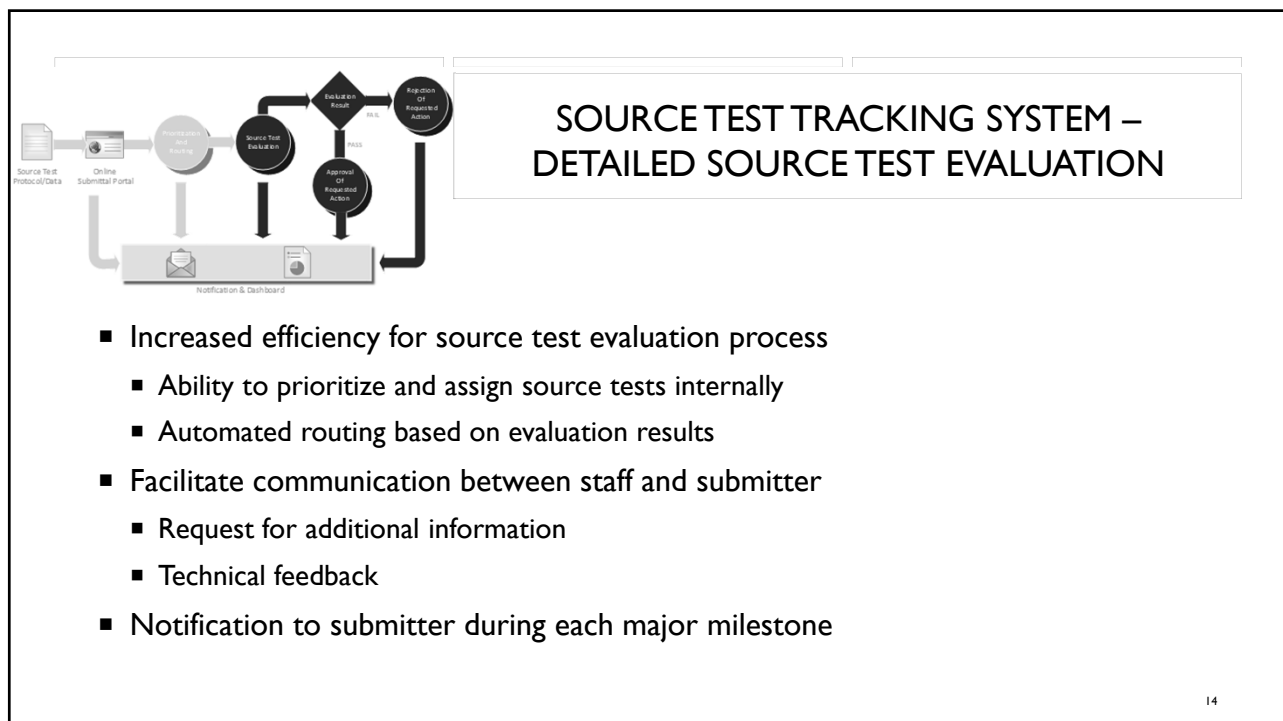 SOURCE TEST TRACKING SYSTEM –
DETAILED SOURCE TEST EVALUATION
Source Test
Protocol/Data
Online
Submittal Portal
Prioritization
And
Routing
Source Test
Evaluation
Evaluation
Result
FAIL
PASS
Rejection
Of
Requested
Action
Approval
Of
Requested
Action
Notification & Dashboard
■ Increased efficiency for source test evaluation process
■ Ability to prioritize and assign source tests internally
■ Automated routing based on evaluation results
■ Facilitate communication between staff and submitter
■ Request for additional information
■ Technical feedback
■ Notification to submitter during each major milestone
14